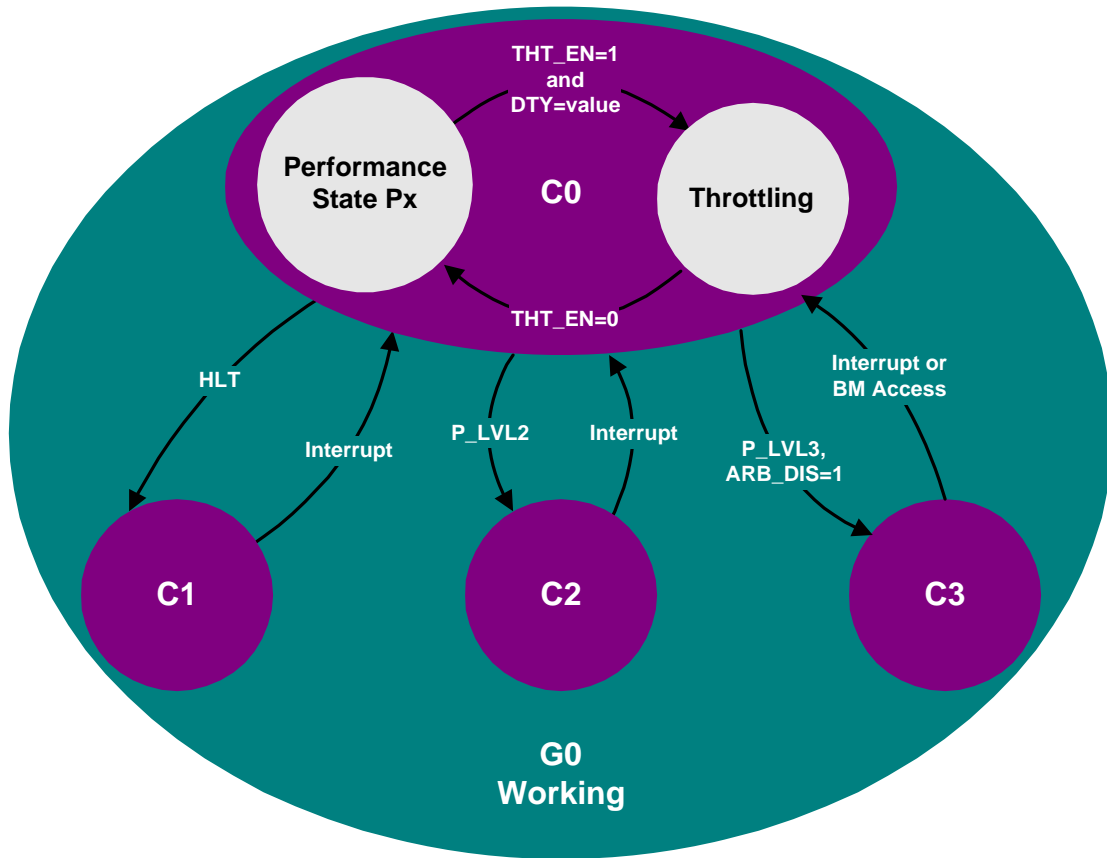 THT_EN=1
and
DTY=value
Performance
State Px
C0
Throttling
THT_EN=0
HLT
Interrupt
P_LVL2
Interrupt
Interrupt or
BM Access
P_LVL3,
ARB_DIS=1
C1
C2
C3
G0
Working